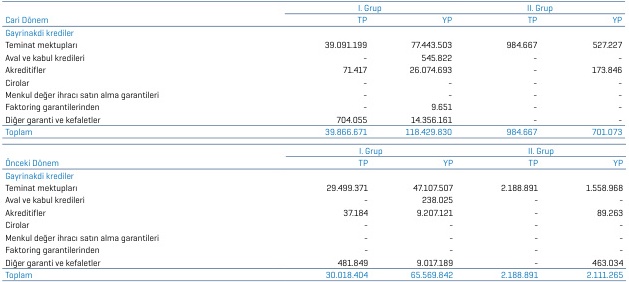 I. Grup II. Grup
Cari Dönem TP YP TP YP
Gayrinakdi krediler
Teminat mektupları 39.091.199 77.443.503 984.667 527.227
Aval ve kabul kredileri - 545.822 - -
Akreditifler 71.417 26.074.693 - 173.846
Cirolar - - - -
Menkul değer ihracı satın alma garantileri - - - -
Faktoring garantilerinden - 9.651 - -
Diğer garanti ve kefaletler 704.055 14.356.161 - -
Toplam 39.866.671 118.429.830 984.667 701.073
I. Grup II. Grup
Önceki Dönem TP YP TP YP
Gayrinakdi krediler
Teminat mektupları 29.499.371 47.107.507 2.188.891 1.558.968
Aval ve kabul kredileri - 238.025 - -
Akreditifler 37.184 9.207.121 - 89.263
Cirolar - - - -
Menkul değer ihracı satın alma garantileri - - - -
Faktoring garantilerinden - - - -
Diğer garanti ve kefaletler 481.849 9.017.189 - 463.034
Toplam 30.018.404 65.569.842 2.188.891 2.111.265